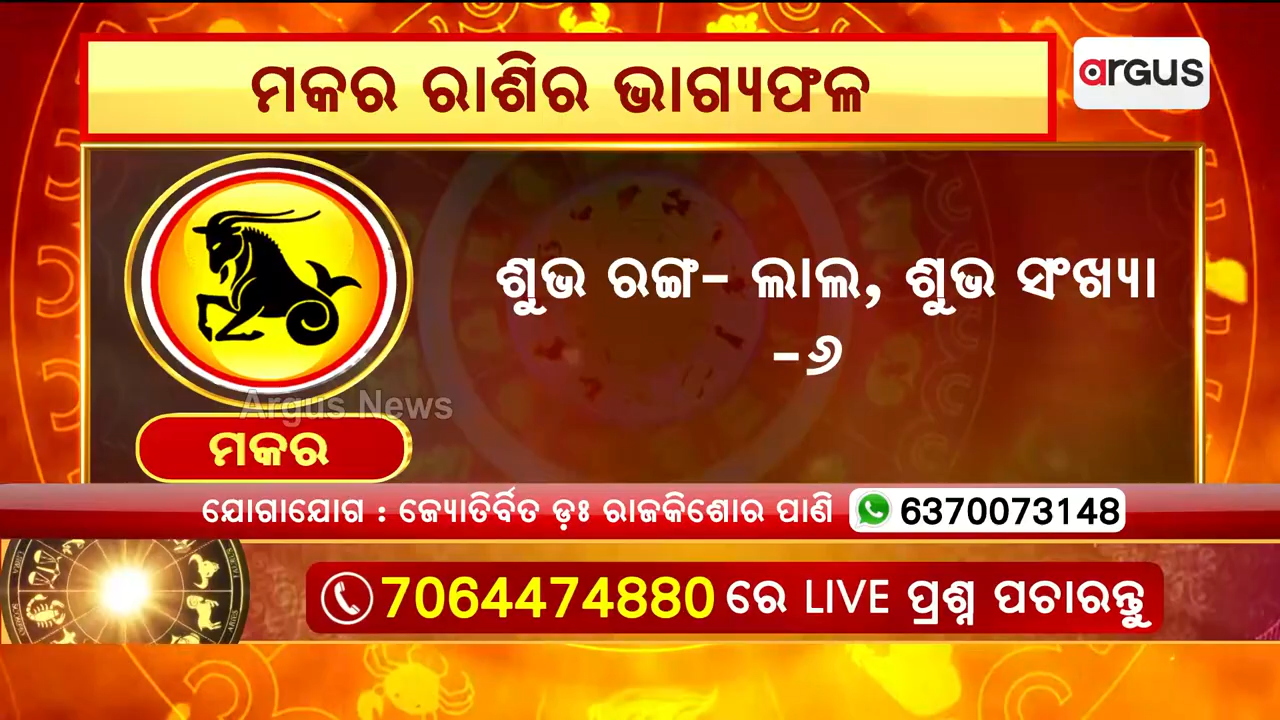 ମକର ରାଶିର ଭାଗ୍ୟଫଳ
argus
ଶୁଭ ରଙ୍ଗ- ଲାଲ, ଶୁଭ ସଂଖ୍ୟା
-୬
Argus News
ମକର
ଯୋଗାଯୋଗ : ଜ୍ୟୋତିର୍ବିତ ଡ଼ଃ ରାଜକିଶୋର ପାଣି 6370073148
7064474880 ରେ LIVE ପ୍ରଶ୍ନ ପଚାରନ୍ତୁ